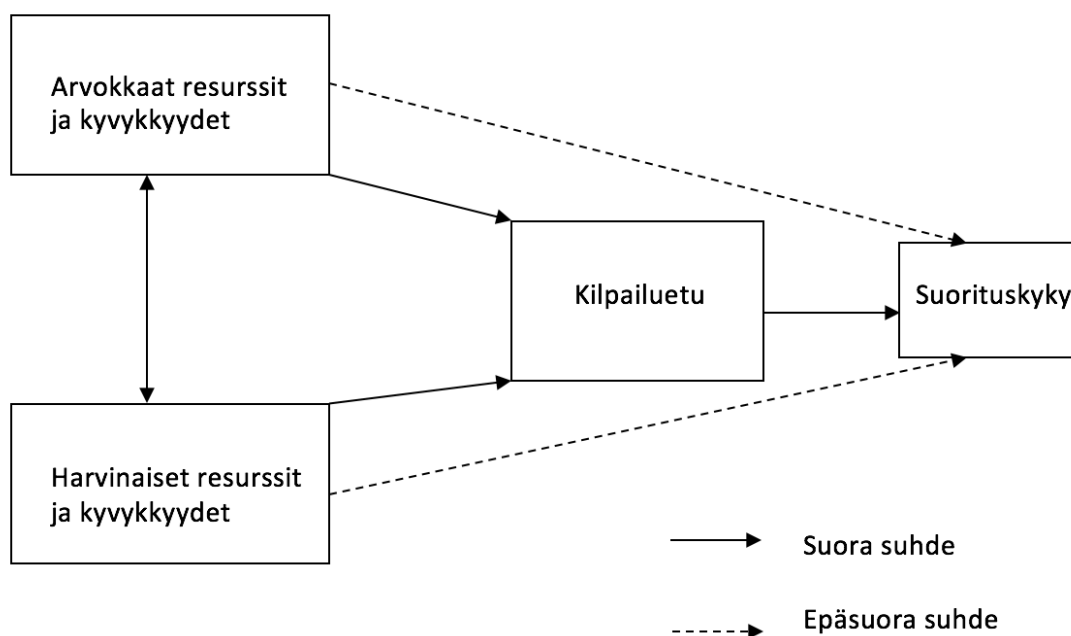 Arvokkaat resurssit
ja kyvykkyydet
Kilpailuetu
Suorituskyky
Harvinaiset resurssit
ja kyvykkyydet
Suora suhde
Epäsuora suhde